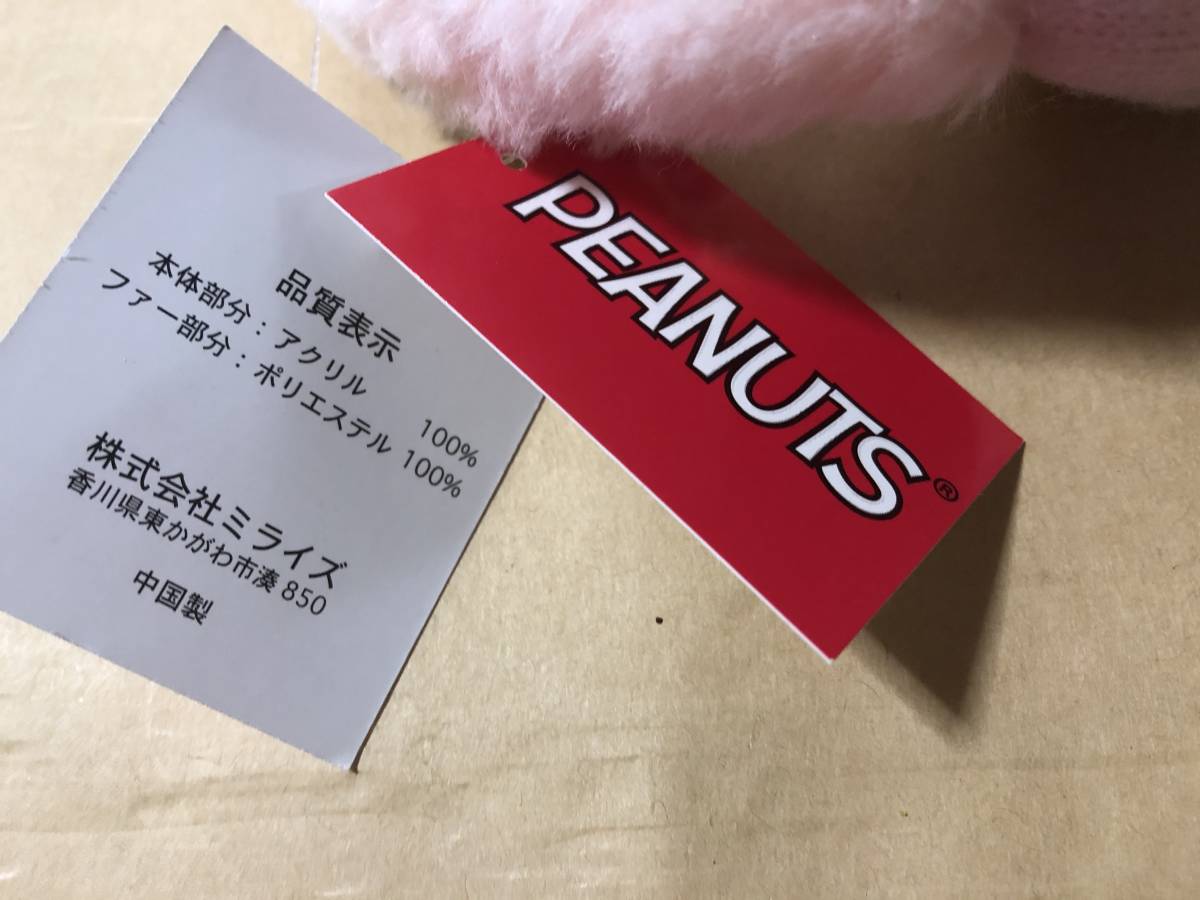 品質表示
本体部分：アクリル 100%
ファー部分：ポリエステル 100%
株式会社ミライズ
香川県東かがわ市湊 850
中国製
PEANUTS®